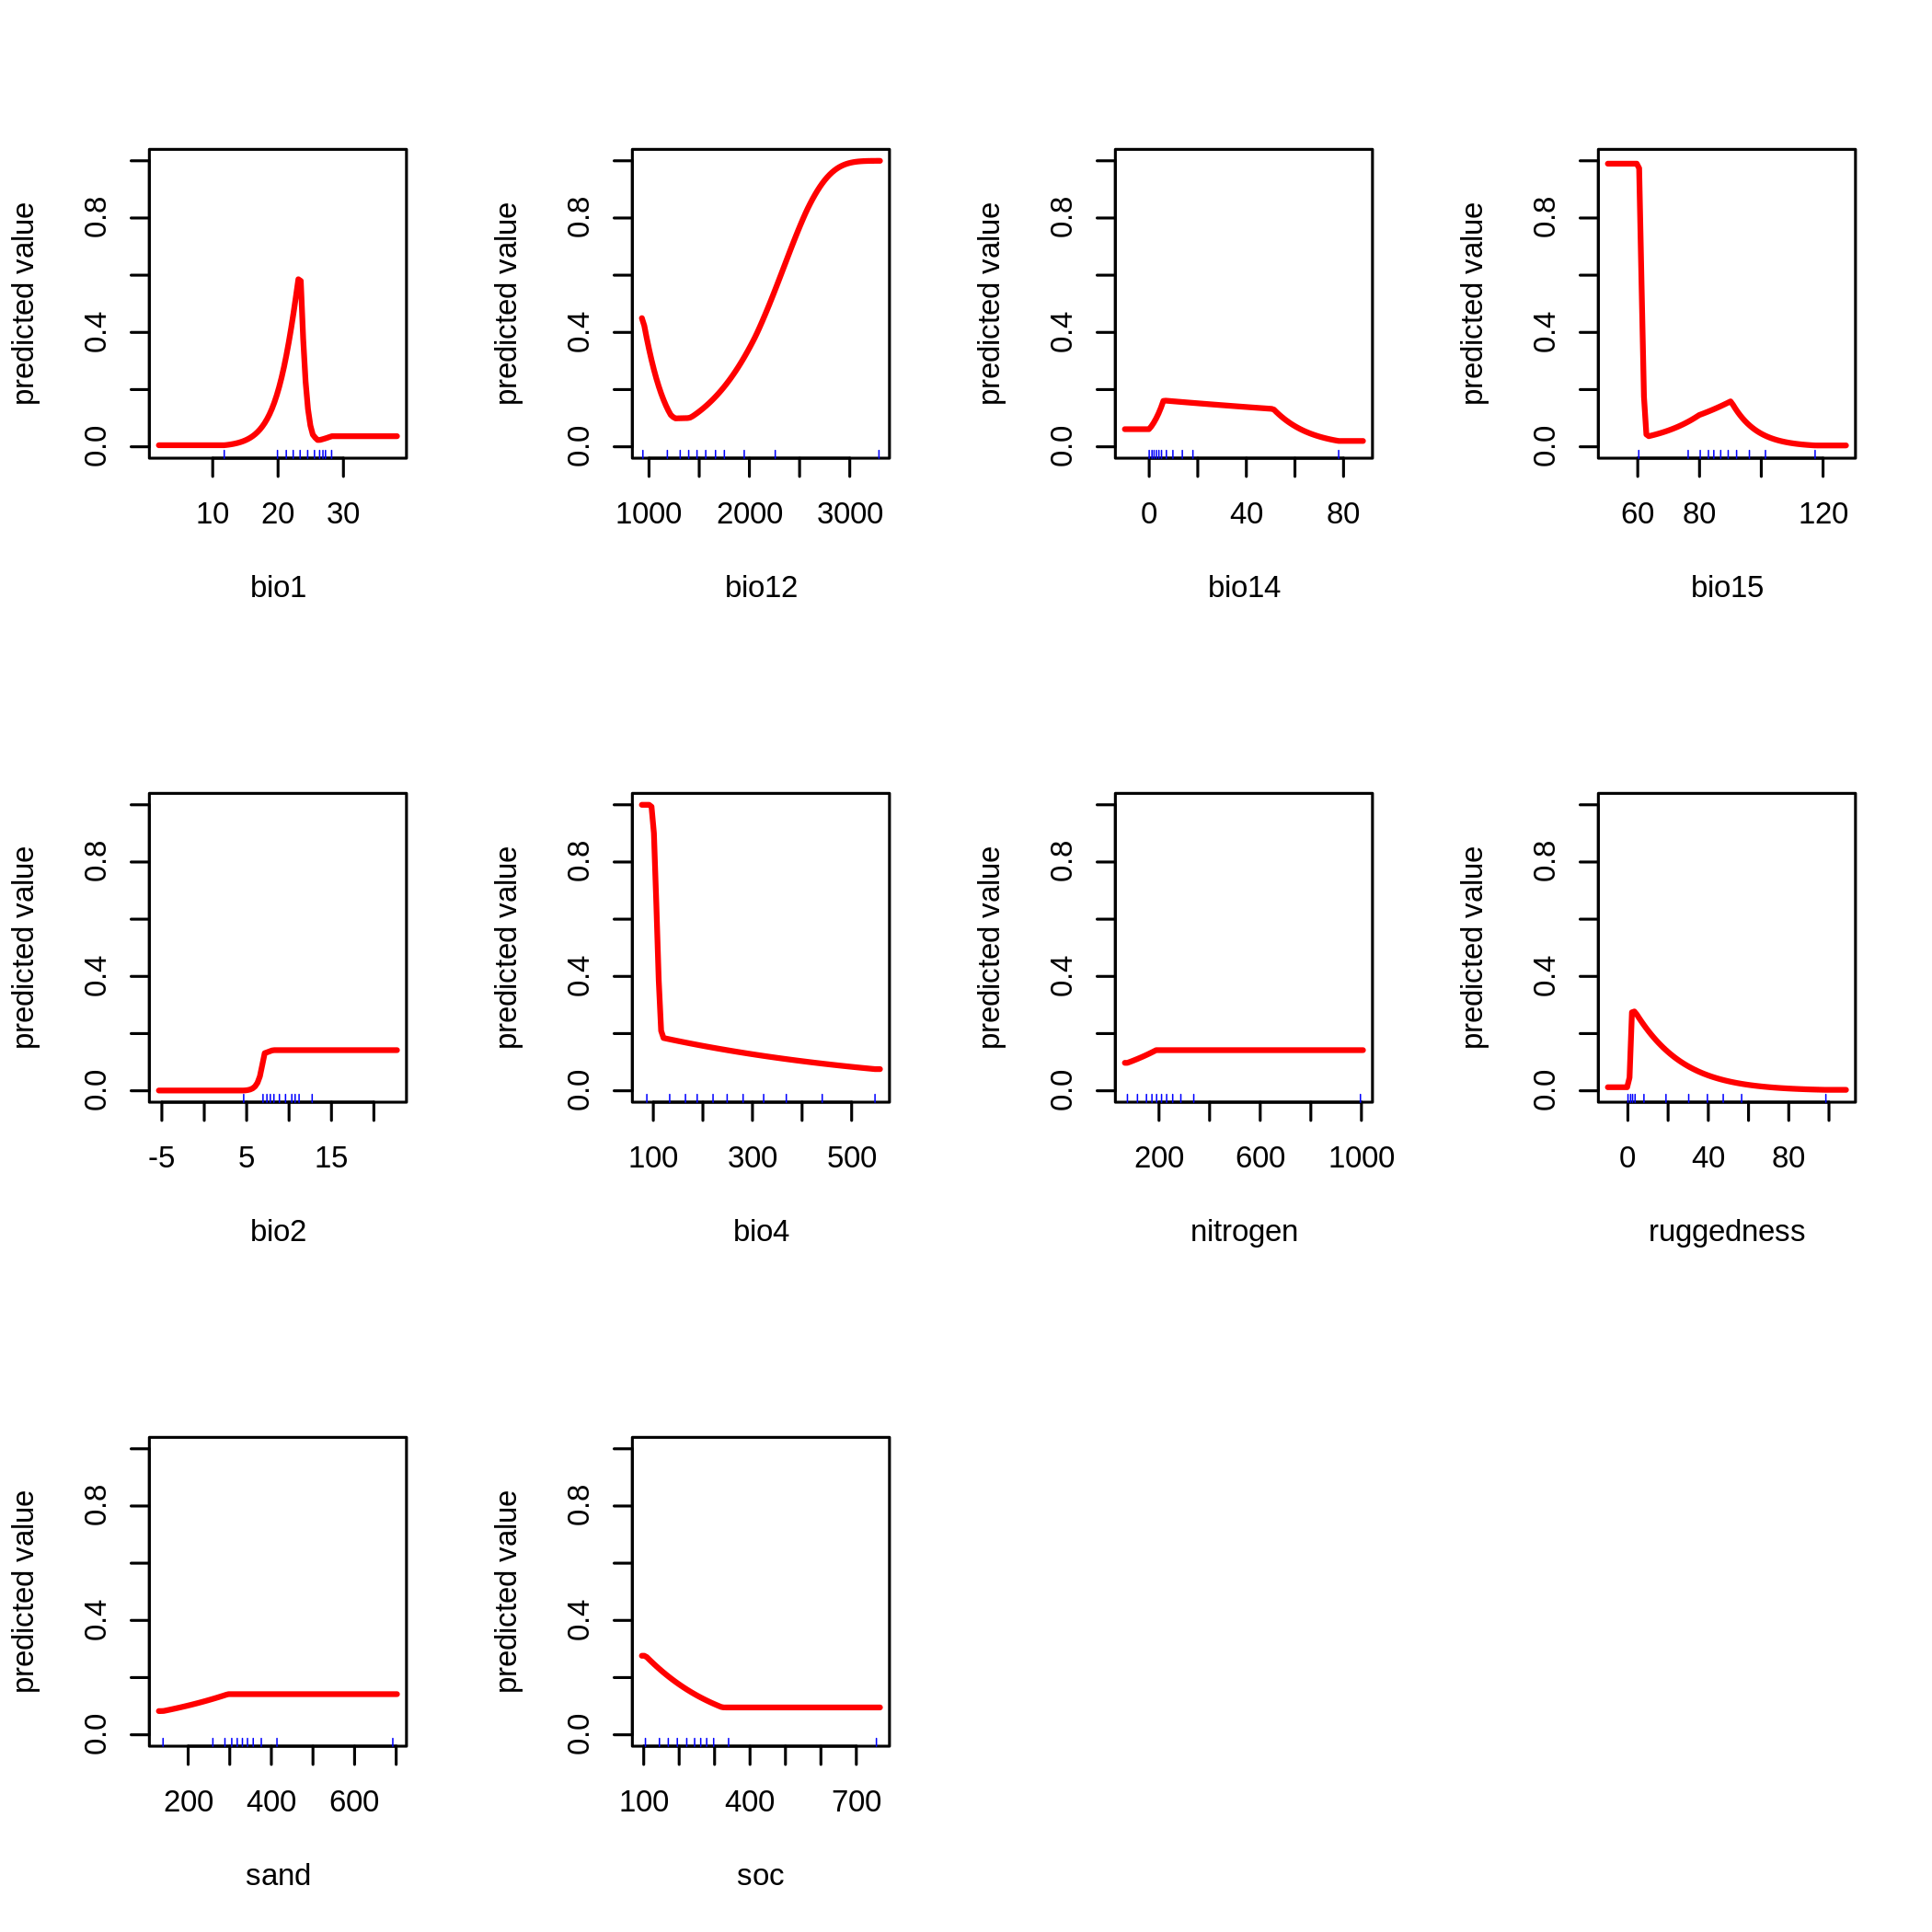 predicted value
0.0 0.4 0.8
10 20 30
bio1
predicted value
0.0 0.4 0.8
1000 2000 3000
bio12
predicted value
0.0 0.4 0.8
0 40 80
bio14
predicted value
0.0 0.4 0.8
60 80 120
bio15
predicted value
0.0 0.4 0.8
-5 5 15
bio2
predicted value
0.0 0.4 0.8
100 300 500
bio4
predicted value
0.0 0.4 0.8
200 600 1000
nitrogen
predicted value
0.0 0.4 0.8
0 40 80
ruggedness
predicted value
0.0 0.4 0.8
200 400 600
sand
predicted value
0.0 0.4 0.8
100 400 700
soc